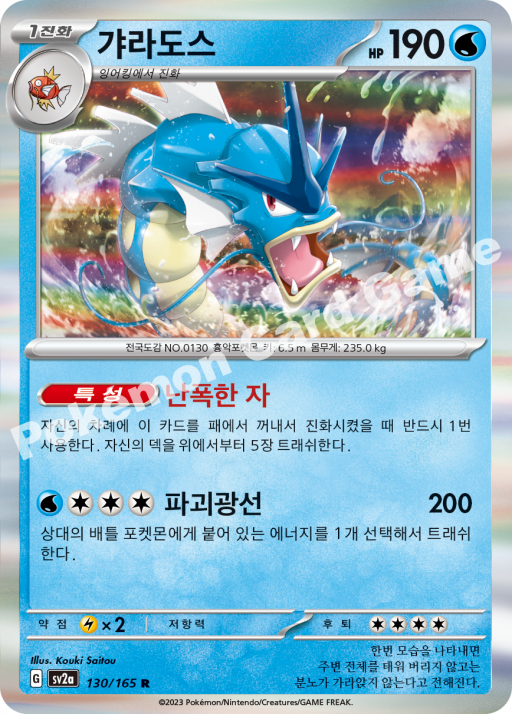 1진화
갸라도스
HP 190
잉어킹에서 진화
전국도감 NO.0130 흉악포켓몬 키: 6.5 m 몸무게: 235.0 kg
특성 난폭한 자
자신의 차례에 이 카드를 패에서 꺼내서 진화시켰을 때 반드시 1번
사용한다. 자신의 덱을 위에서부터 5장 트래쉬한다.
파괴광선 200
상대의 배틀 포켓몬에게 붙어 있는 에너지를 1개 선택해서 트래쉬
한다.
약점 ×2 저항력 후퇴
Illus. Kouki Saitou
G sv2a 130/165 R
한번 모습을 나타내면
주변 전체를 태워 버리지 않고는
분노가 가라앉지 않는다고 전해진다.
©2023 Pokémon/Nintendo/Creatures/GAME FREAK.
Pokémon Card Game